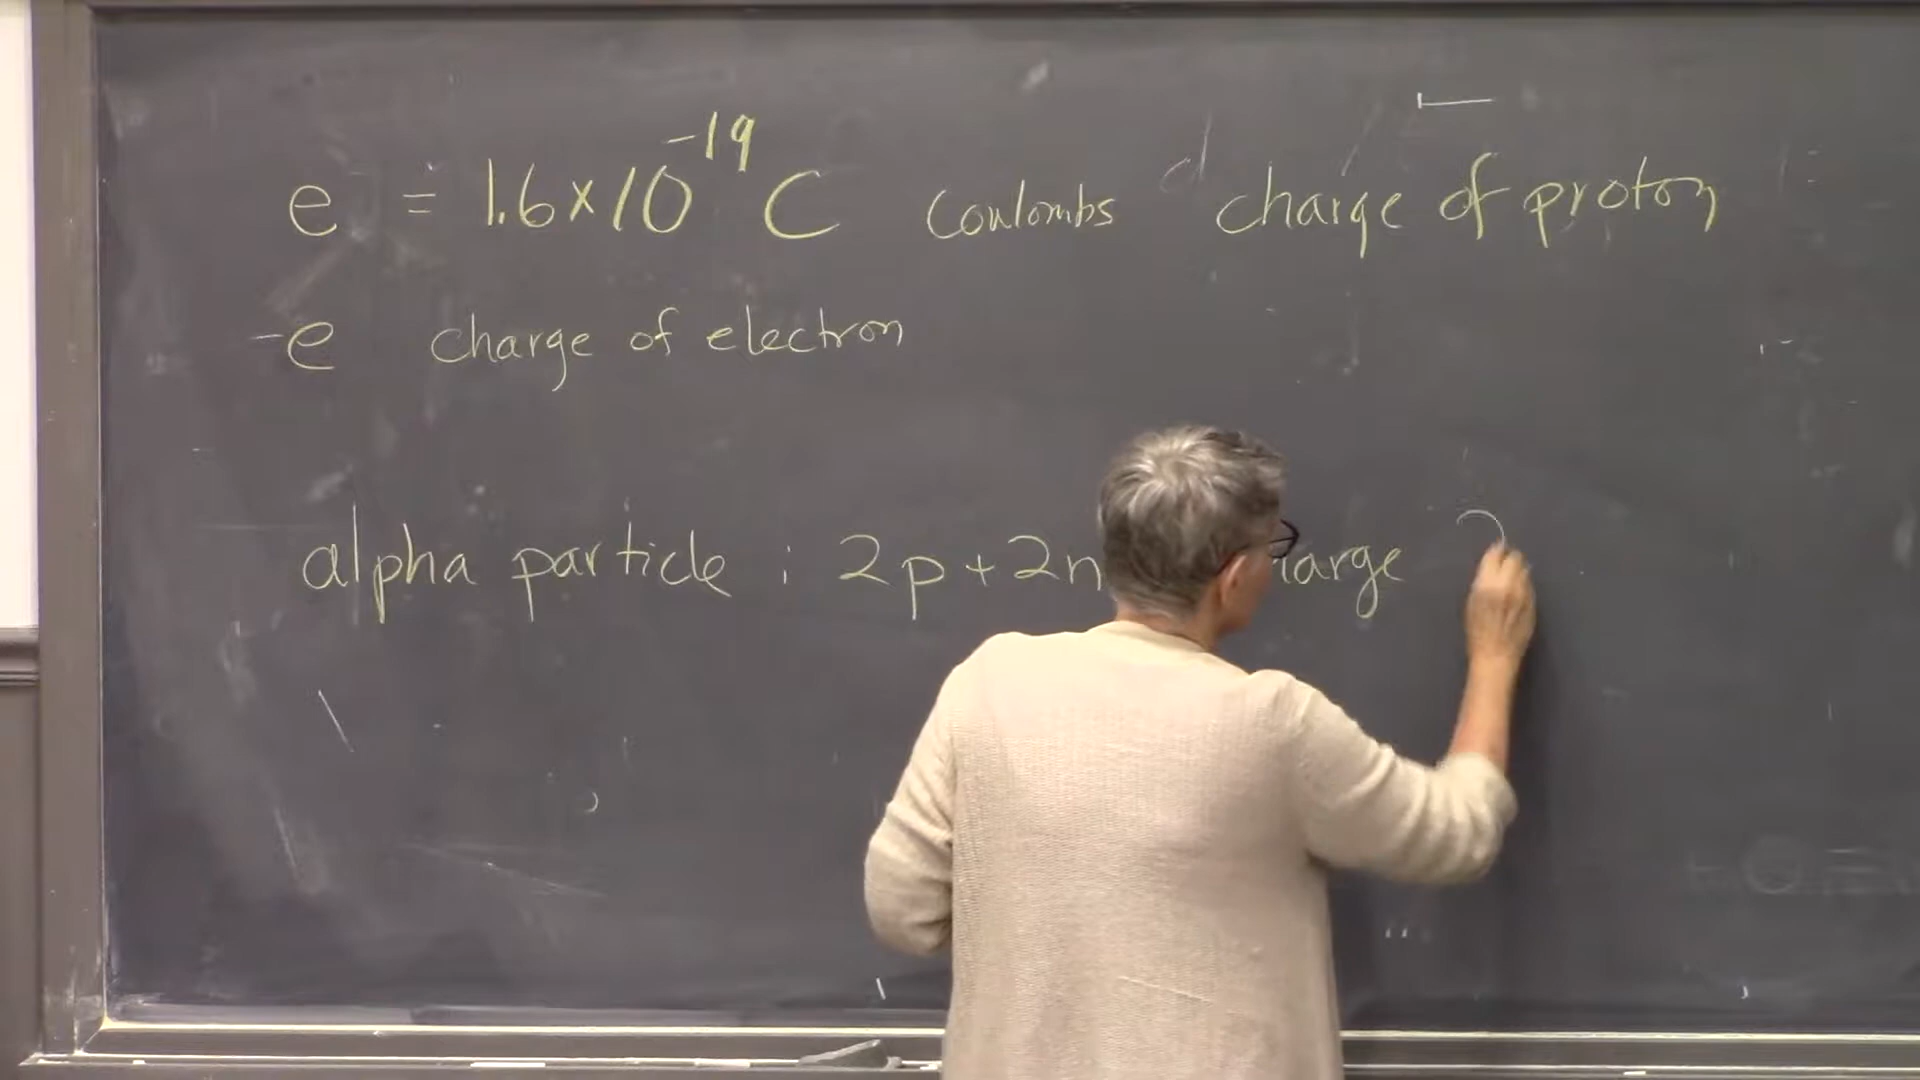 e = 1.6×10⁻¹⁹ C Coulombs charge of proton
-e charge of electron
alpha particle : 2p+2n